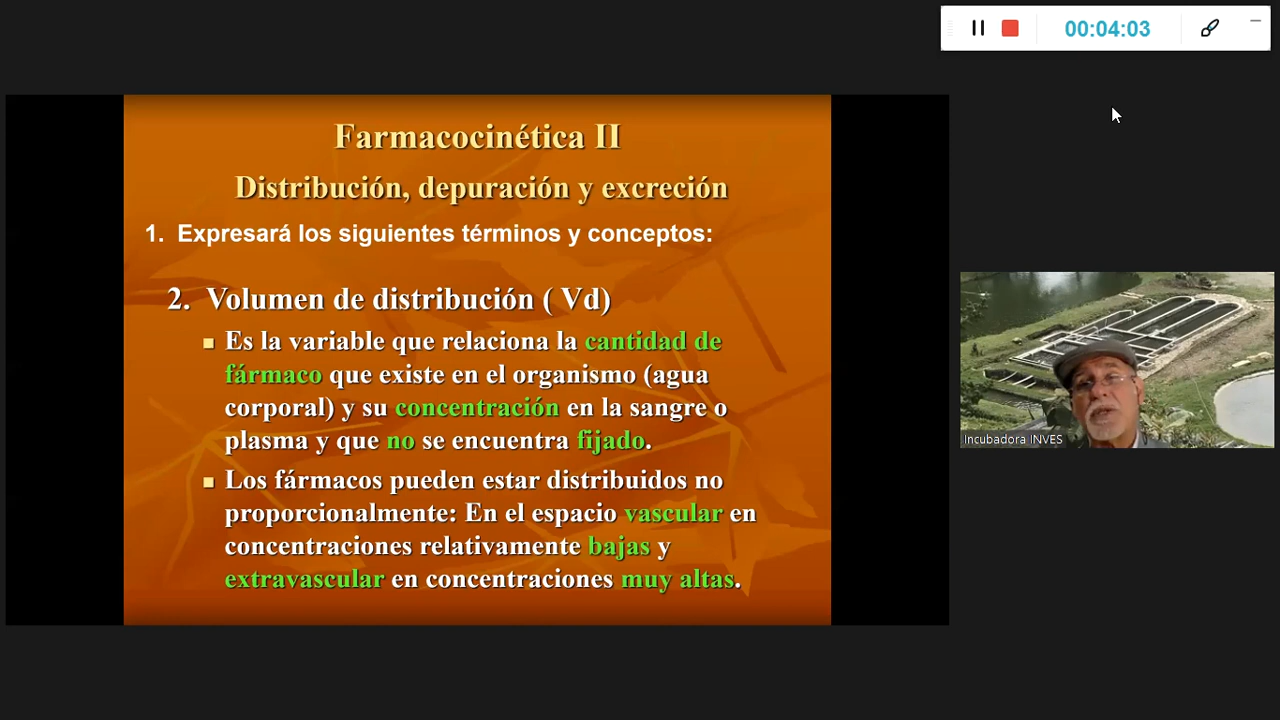 00:04:03
Farmacocinética II
Distribución, depuración y excreción
1. Expresará los siguientes términos y conceptos:
2. Volumen de distribución ( Vd)
Es la variable que relaciona la cantidad de
fármaco que existe en el organismo (agua
corporal) y su concentración en la sangre o
plasma y que no se encuentra fijado.
Los fármacos pueden estar distribuidos no
proporcionalmente: En el espacio vascular en
concentraciones relativamente bajas y
extravascular en concentraciones muy altas.
Incubadora INVES